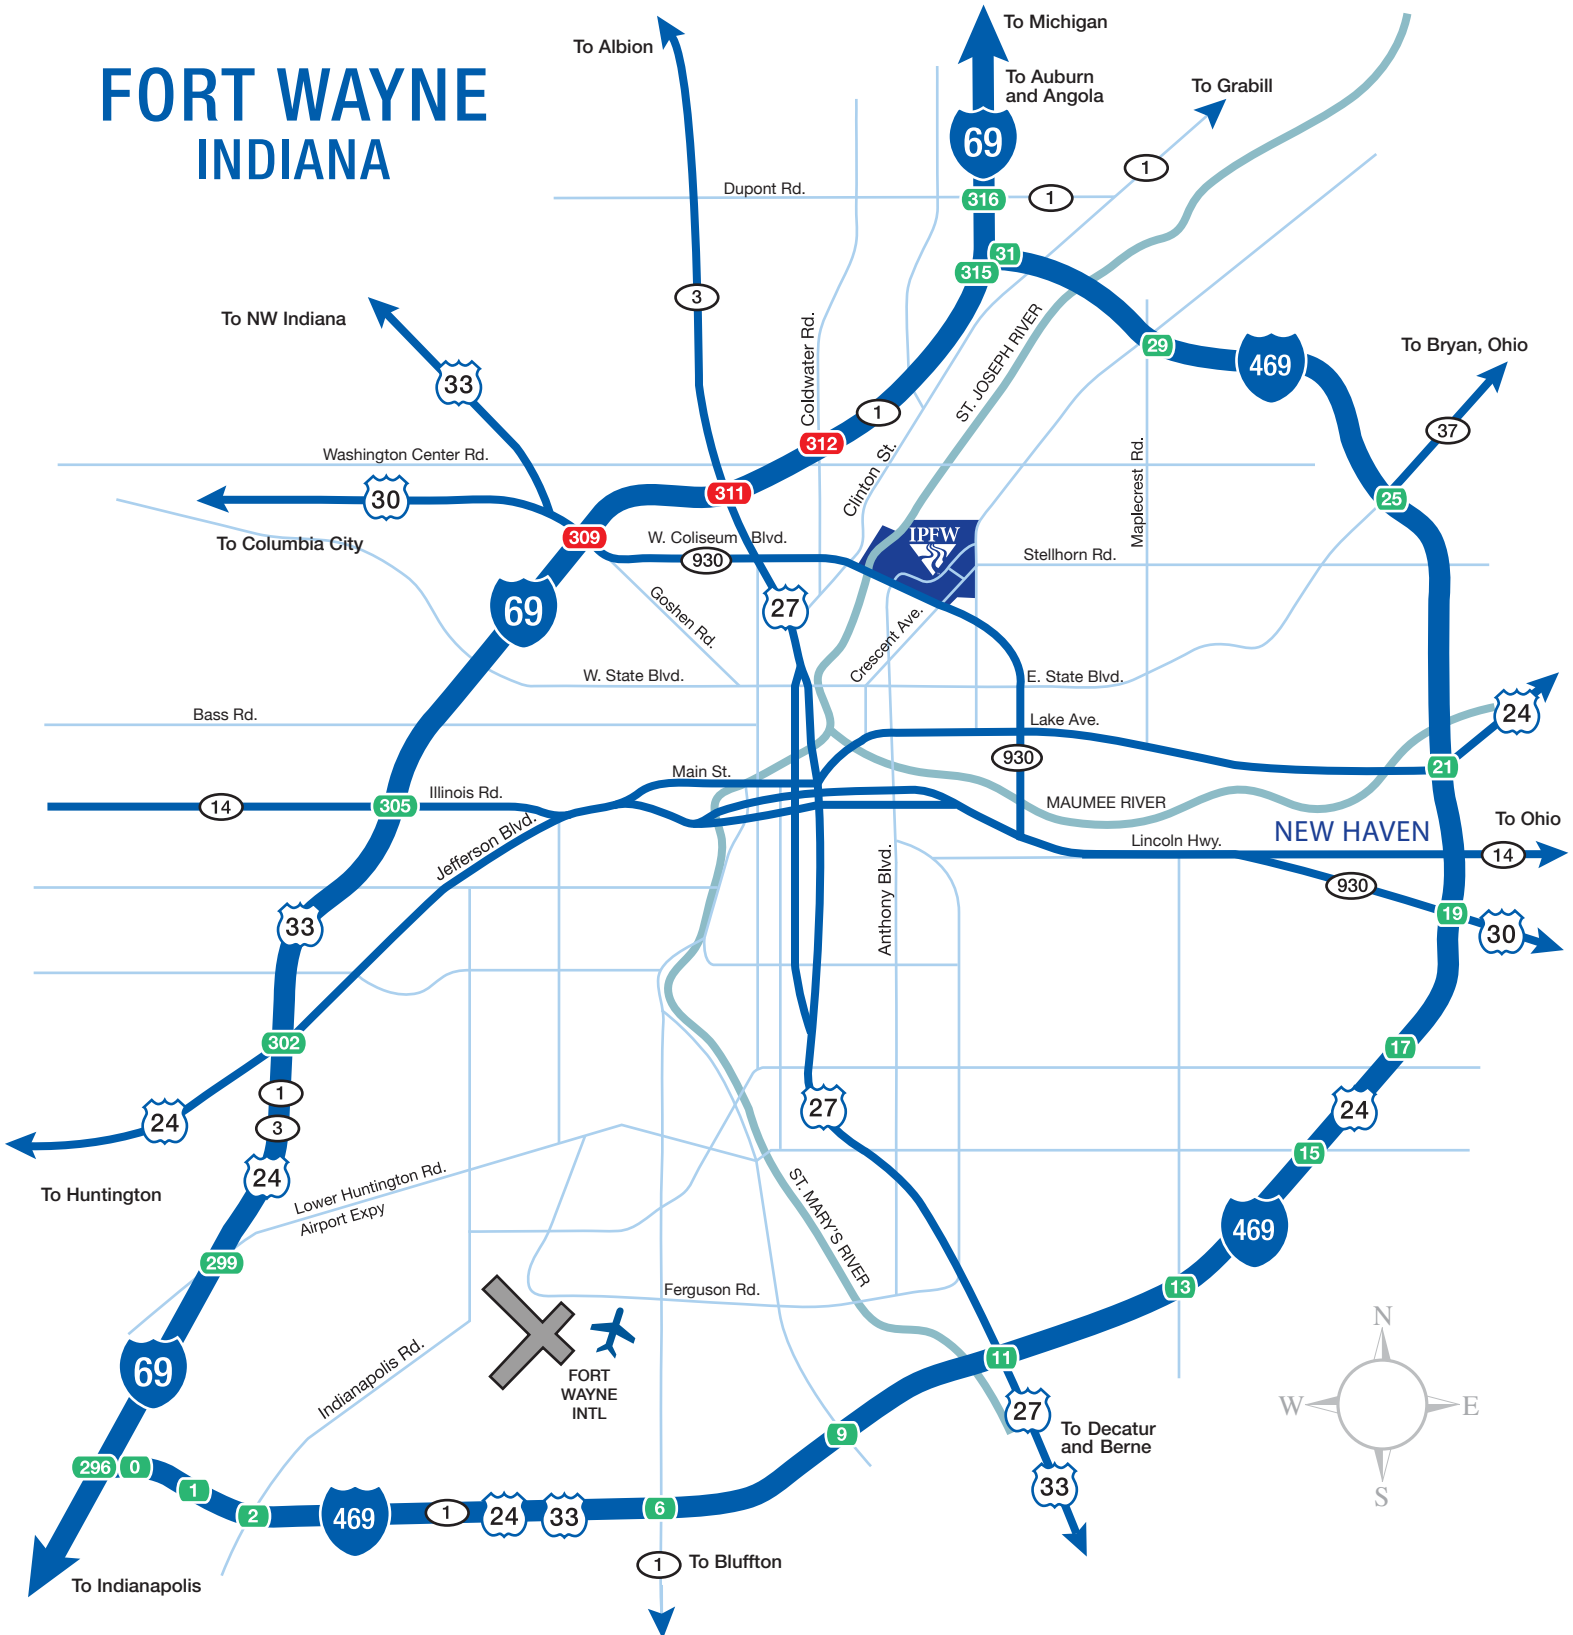 FORT WAYNE
INDIANA
To Albion
To Michigan
To Auburn
and Angola
To Grabill
69
1
Dupont Rd.
316
1
31
315
3
To NW Indiana
ST. JOSEPH RIVER
29
To Bryan, Ohio
469
33
Coldwater Rd.
1
37
312
Washington Center Rd.
Clinton St.
Maplecrest Rd.
30
311
25
To Columbia City
309
W. Coliseum Blvd.
930
IPFW
Stellhorn Rd.
69
27
Goshen Rd.
Crescent Ave.
W. State Blvd.
E. State Blvd.
Bass Rd.
Lake Ave.
24
930
21
Main St.
14
305
Illinois Rd.
MAUMEE RIVER
To Ohio
Jefferson Blvd.
NEW HAVEN
Lincoln Hwy.
14
Anthony Blvd.
930
33
19
30
302
17
1
24
27
24
3
24
15
To Huntington
Lower Huntington Rd.
Airport Expy
ST. MARY'S RIVER
469
299
Ferguson Rd.
13
N
W
E
S
69
Indianapolis Rd.
FORT
WAYNE
INTL
11
27
To Decatur
and Berne
9
296
0
1
33
2
469
1
24
33
6
1
To Bluffton
To Indianapolis